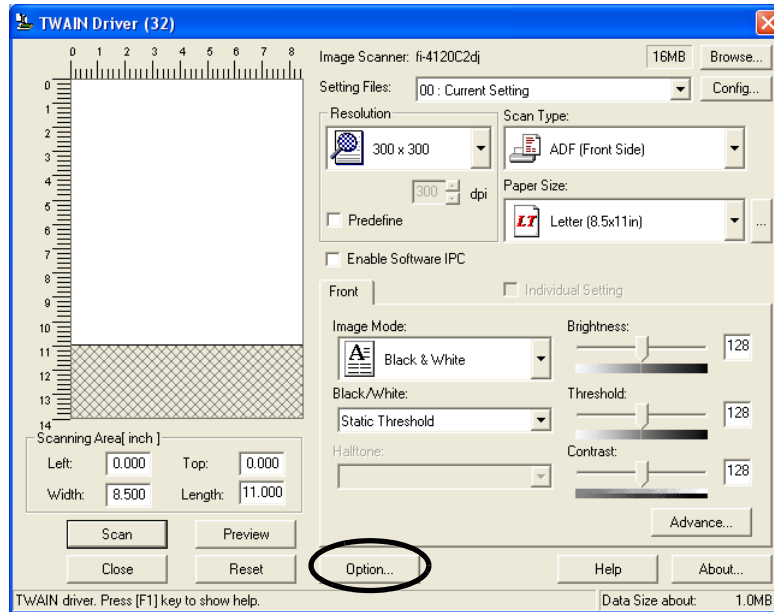 TWAIN Driver (32)
0 1 2 3 4 5 6 7 8
0
1
2
3
4
5
6
7
8
9
10
11
12
13
14
Image Scanner: fi-4120C2dj 16MB Browse...
Setting Files: 00 : Current Setting Config...
Resolution
300 x 300
300 dpi
Predefine
Scan Type:
ADF (Front Side)
Paper Size:
LT Letter (8.5x11in) ...
Enable Software IPC
Front Individual Setting
Image Mode:
A Black & White
Black/White:
Static Threshold
Halftone:
Brightness:
128
Threshold:
128
Contrast:
128
Advance...
Scanning Area[ inch ]
Left: 0.000 Top: 0.000
Width: 8.500 Length: 11.000
Scan Preview
Close Reset Option... Help About...
TWAIN driver. Press [F1] key to show help. Data Size about: 1.0MB